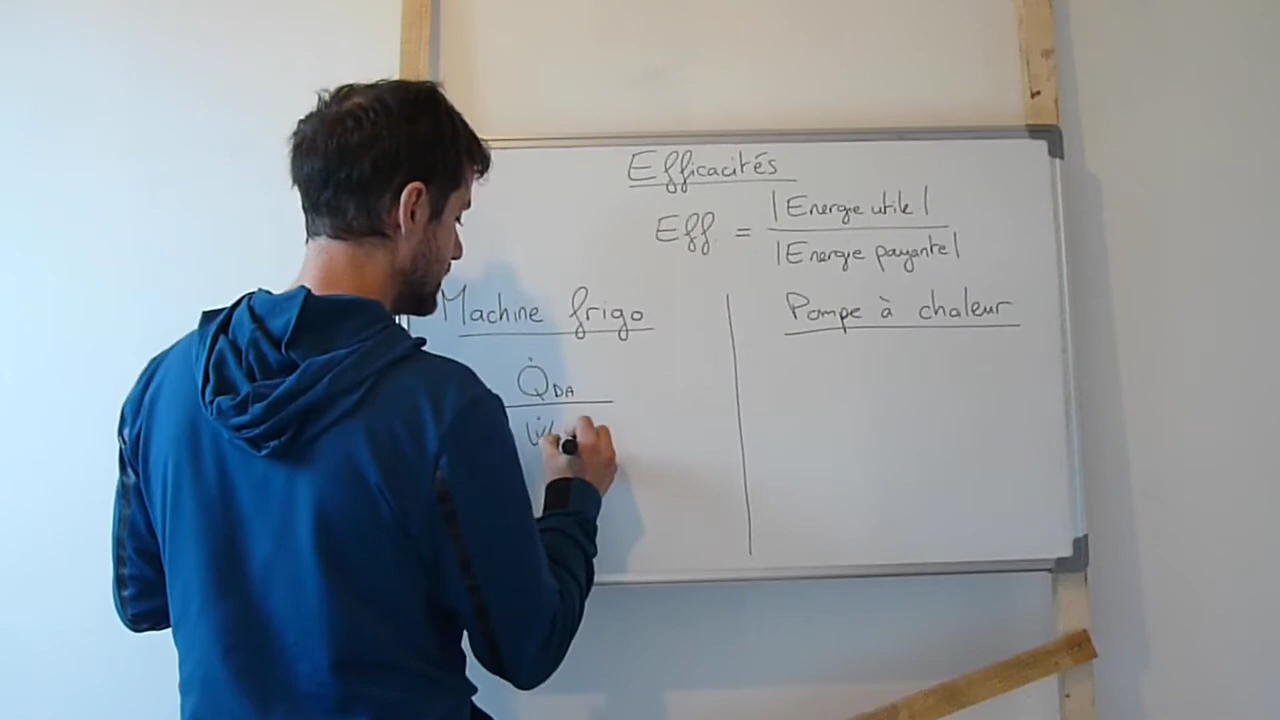 Efficacités
Eff. = |Energie utile| / |Energie payante|
Machine frigo
Q̇DA
Pompe à chaleur